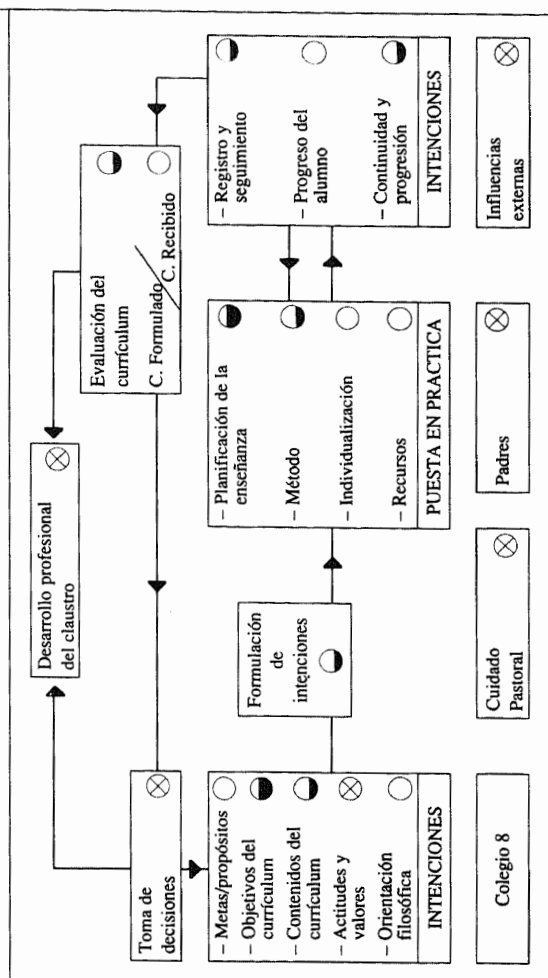 Desarrollo profesional
del claustro
Toma de
decisiones
Evaluación del
currículum
C. Formulado
C. Recibido
– Metas/propósitos
– Objetivos del
currículum
– Contenidos del
currículum
– Actitudes y
valores
– Orientación
filosófica
INTENCIONES
Formulación
de
intenciones
– Planificación de la
enseñanza
– Método
– Individualización
– Recursos
PUESTA EN PRACTICA
– Registro y
seguimiento
– Progreso del
alumno
– Continuidad y
progresión
INTENCIONES
Colegio 8
Cuidado
Pastoral
Padres
Influencias
externas